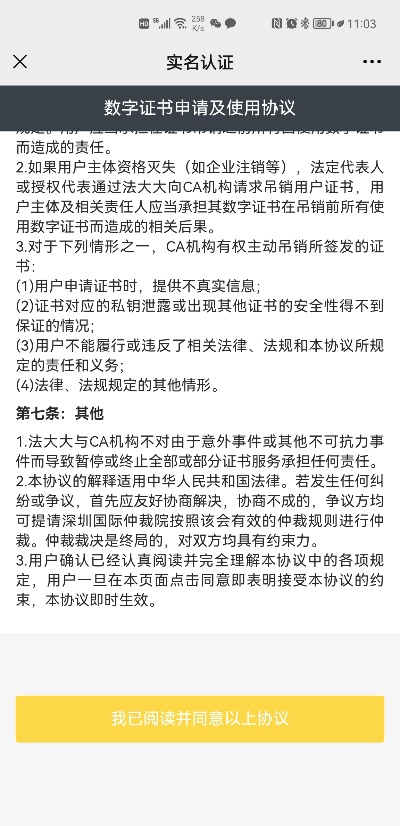 HD 5G 258 K/s 80 11:03
实名认证
数字证书申请及使用协议
而造成的责任。
2.如果用户主体资格灭失（如企业注销等），法定代表人
或授权代表通过法大大向CA机构请求吊销用户证书，用
户主体及相关责任人应当承担其数字证书在吊销前所有使
用数字证书而造成的相关后果。
3.对于下列情形之一，CA机构有权主动吊销所签发的证
书：
(1)用户申请证书时，提供不真实信息；
(2)证书对应的私钥泄露或出现其他证书的安全性得不到
保证的情况；
(3)用户不能履行或违反了相关法律、法规和本协议所规
定的责任和义务；
(4)法律、法规规定的其他情形。
第七条：其他
1.法大大与CA机构不对由于意外事件或其他不可抗力事
件而导致暂停或终止全部或部分证书服务承担任何责任。
2.本协议的解释适用中华人民共和国法律。若发生任何纠
纷或争议，首先应友好协商解决，协商不成的，争议方均
可提请深圳国际仲裁院按照该会有效的仲裁规则进行仲
裁。仲裁裁决是终局的，对双方均具有约束力。
3.用户确认已经认真阅读并完全理解本协议中的各项规
定，用户一旦在本页面点击同意即表明接受本协议的约
束，本协议即时生效。
我已阅读并同意以上协议